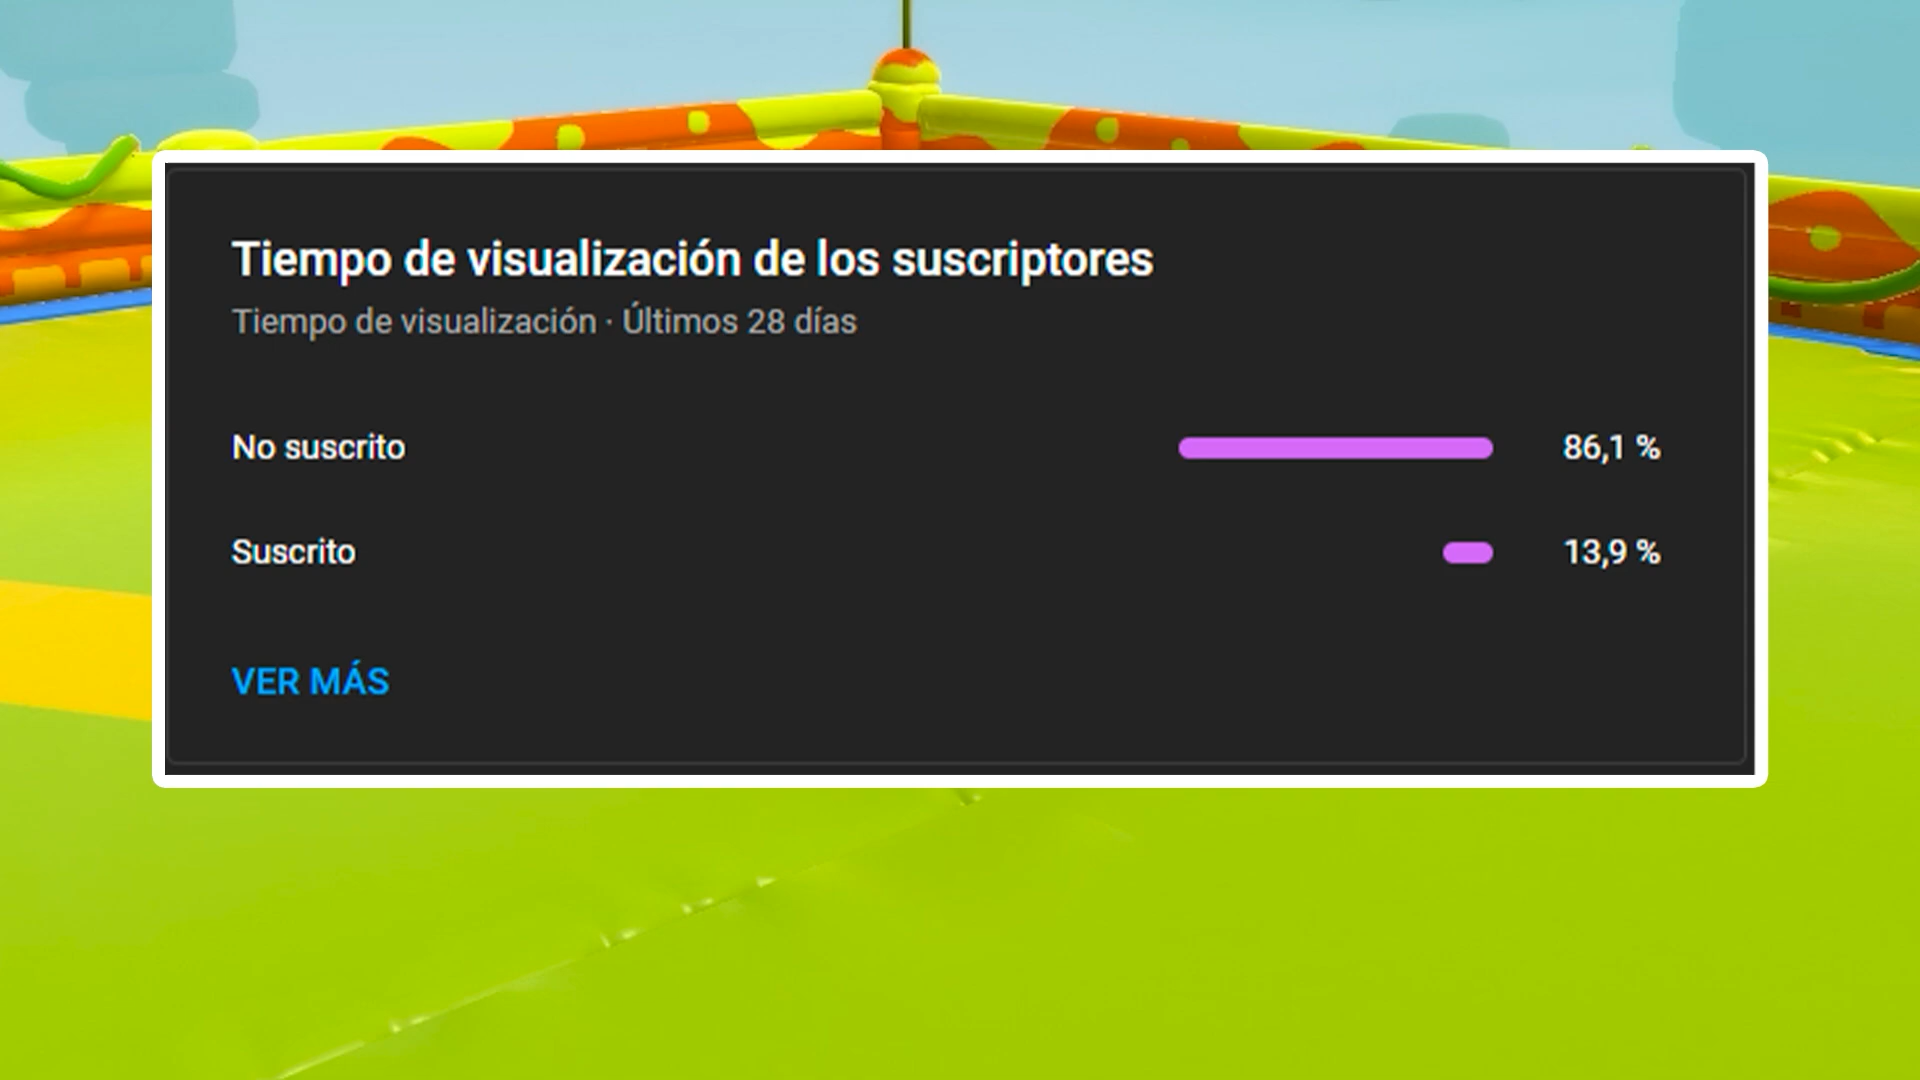 Tiempo de visualización de los suscriptores
Tiempo de visualización · Últimos 28 días
No suscrito 86,1 %
Suscrito 13,9 %
VER MÁS